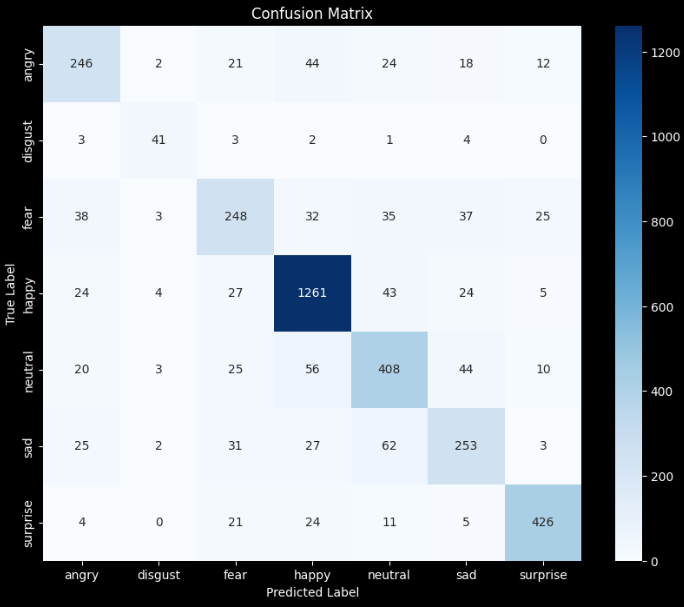 Confusion Matrix
angry 246 2 21 44 24 18 12
disgust 3 41 3 2 1 4 0
fear 38 3 248 32 35 37 25
happy 24 4 27 1261 43 24 5
neutral 20 3 25 56 408 44 10
sad 25 2 31 27 62 253 3
surprise 4 0 21 24 11 5 426
angry disgust fear happy neutral sad surprise
Predicted Label
True Label
1200
1000
800
600
400
200
0